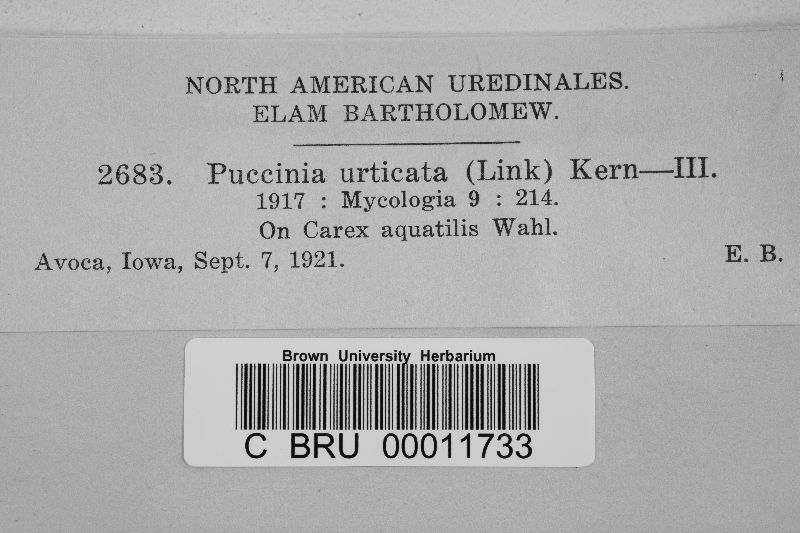 NORTH AMERICAN UREDINALES.
ELAM BARTHOLOMEW.
2683. Puccinia urticata (Link) Kern—III.
1917 : Mycologia 9 : 214.
On Carex aquatilis Wahl.
Avoca, Iowa, Sept. 7, 1921. E. B.
Brown University Herbarium
C BRU 00011733